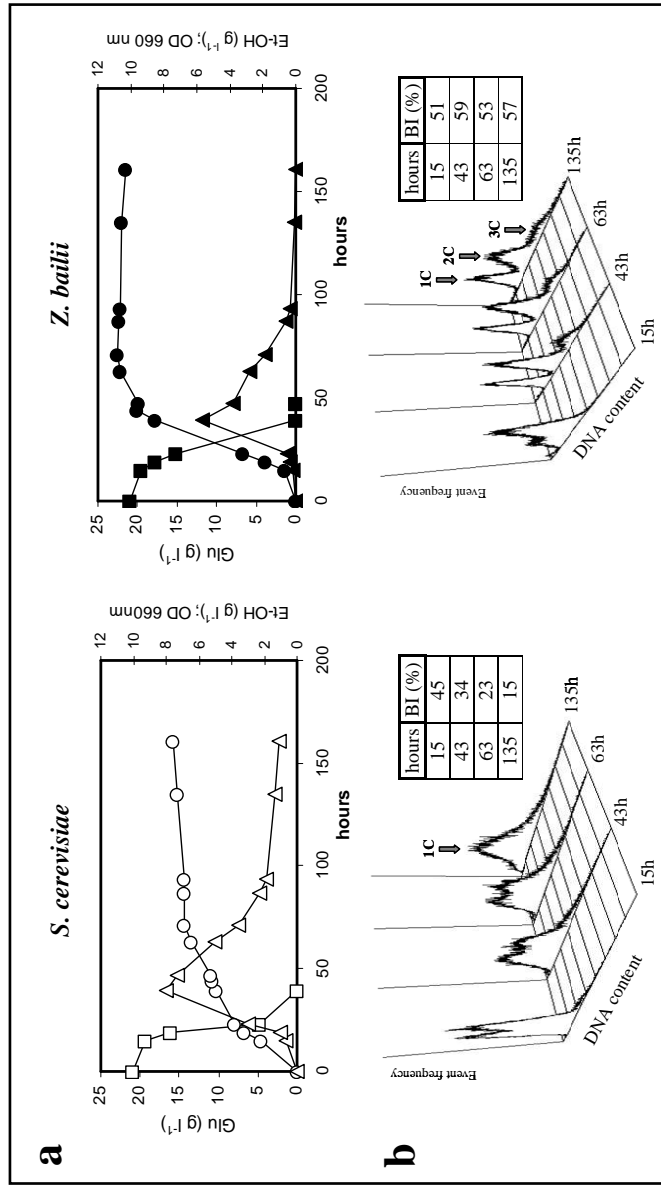 a
S. cerevisiae
Glu (g l⁻¹)
25
20
15
10
5
0
Et-OH (g l⁻¹); OD 660nm
12
10
8
6
4
2
0
0
50
100
150
200
hours
Z. bailii
Glu (g l⁻¹)
25
20
15
10
5
0
Et-OH (g l⁻¹); OD 660 nm
12
10
8
6
4
2
0
0
50
100
150
200
hours
b
Event frequency
DNA content
15h
43h
63h
135h
1C
hours BI (%)
15 45
43 34
63 23
135 15
Event frequency
DNA content
15h
43h
63h
135h
1C
2C
3C
hours BI (%)
15 51
43 59
63 53
135 57